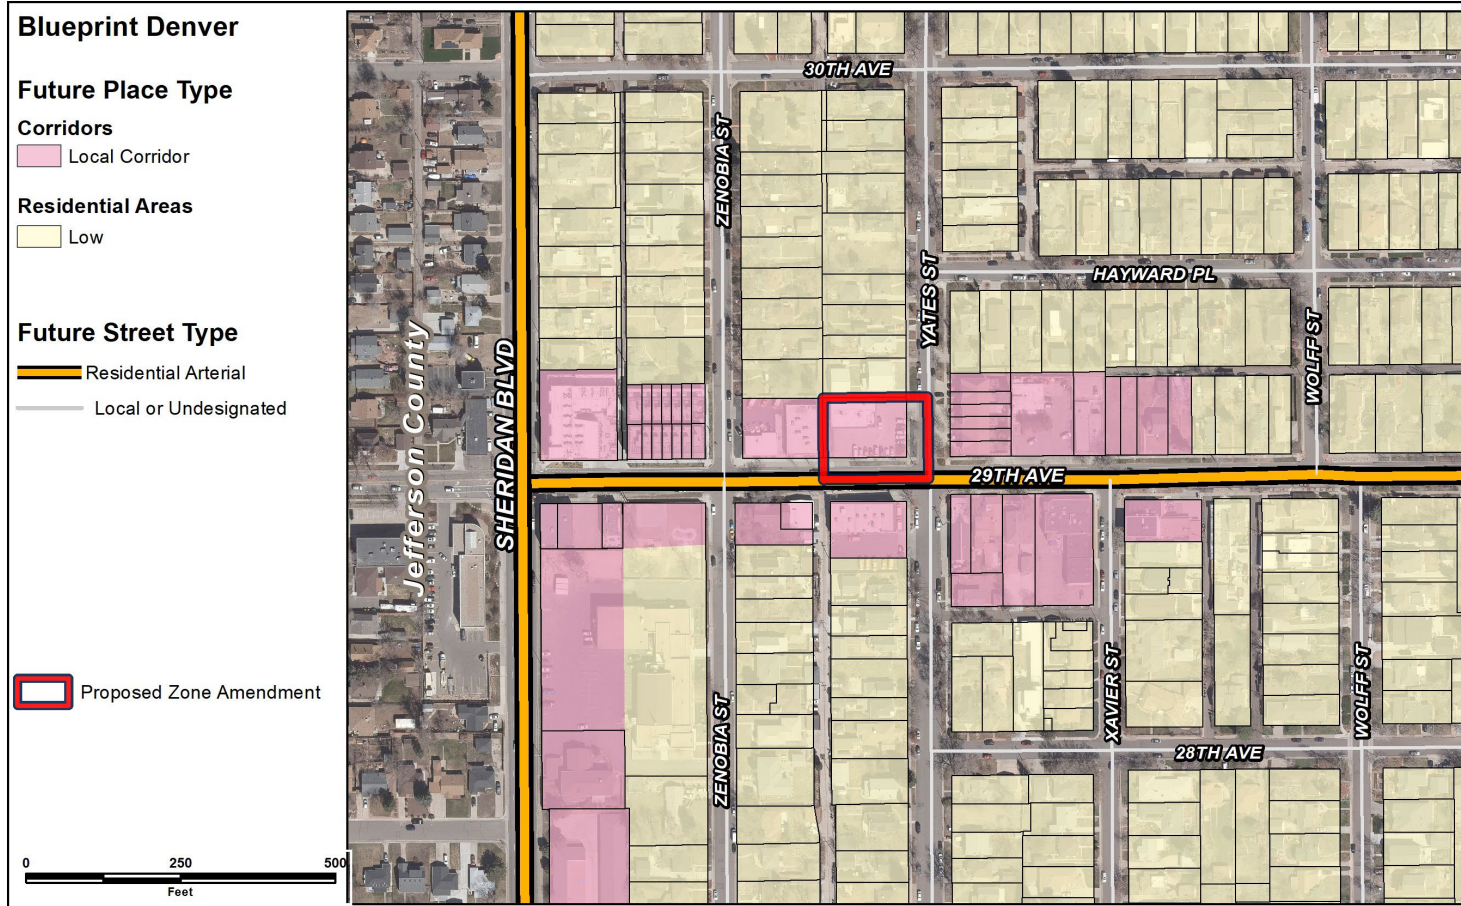 Blueprint Denver
Future Place Type
Corridors
Local Corridor
Residential Areas
Low
Future Street Type
Residential Arterial
Local or Undesignated
Proposed Zone Amendment
0 250 500
Feet
30TH AVE
ZENOBIA ST
YATES ST
HAYWARD PL
WOLFF ST
Jefferson County
SHERIDAN BLVD
29TH AVE
ZENOBIA ST
XAVIER ST
WOLFF ST
28TH AVE